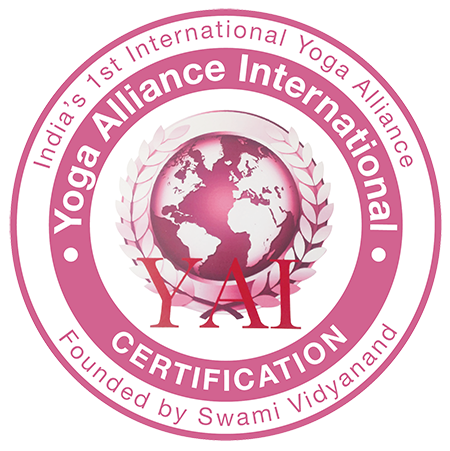 India's 1st International Yoga Alliance
Yoga Alliance International
YAI
CERTIFICATION
Founded by Swami Vidyanand